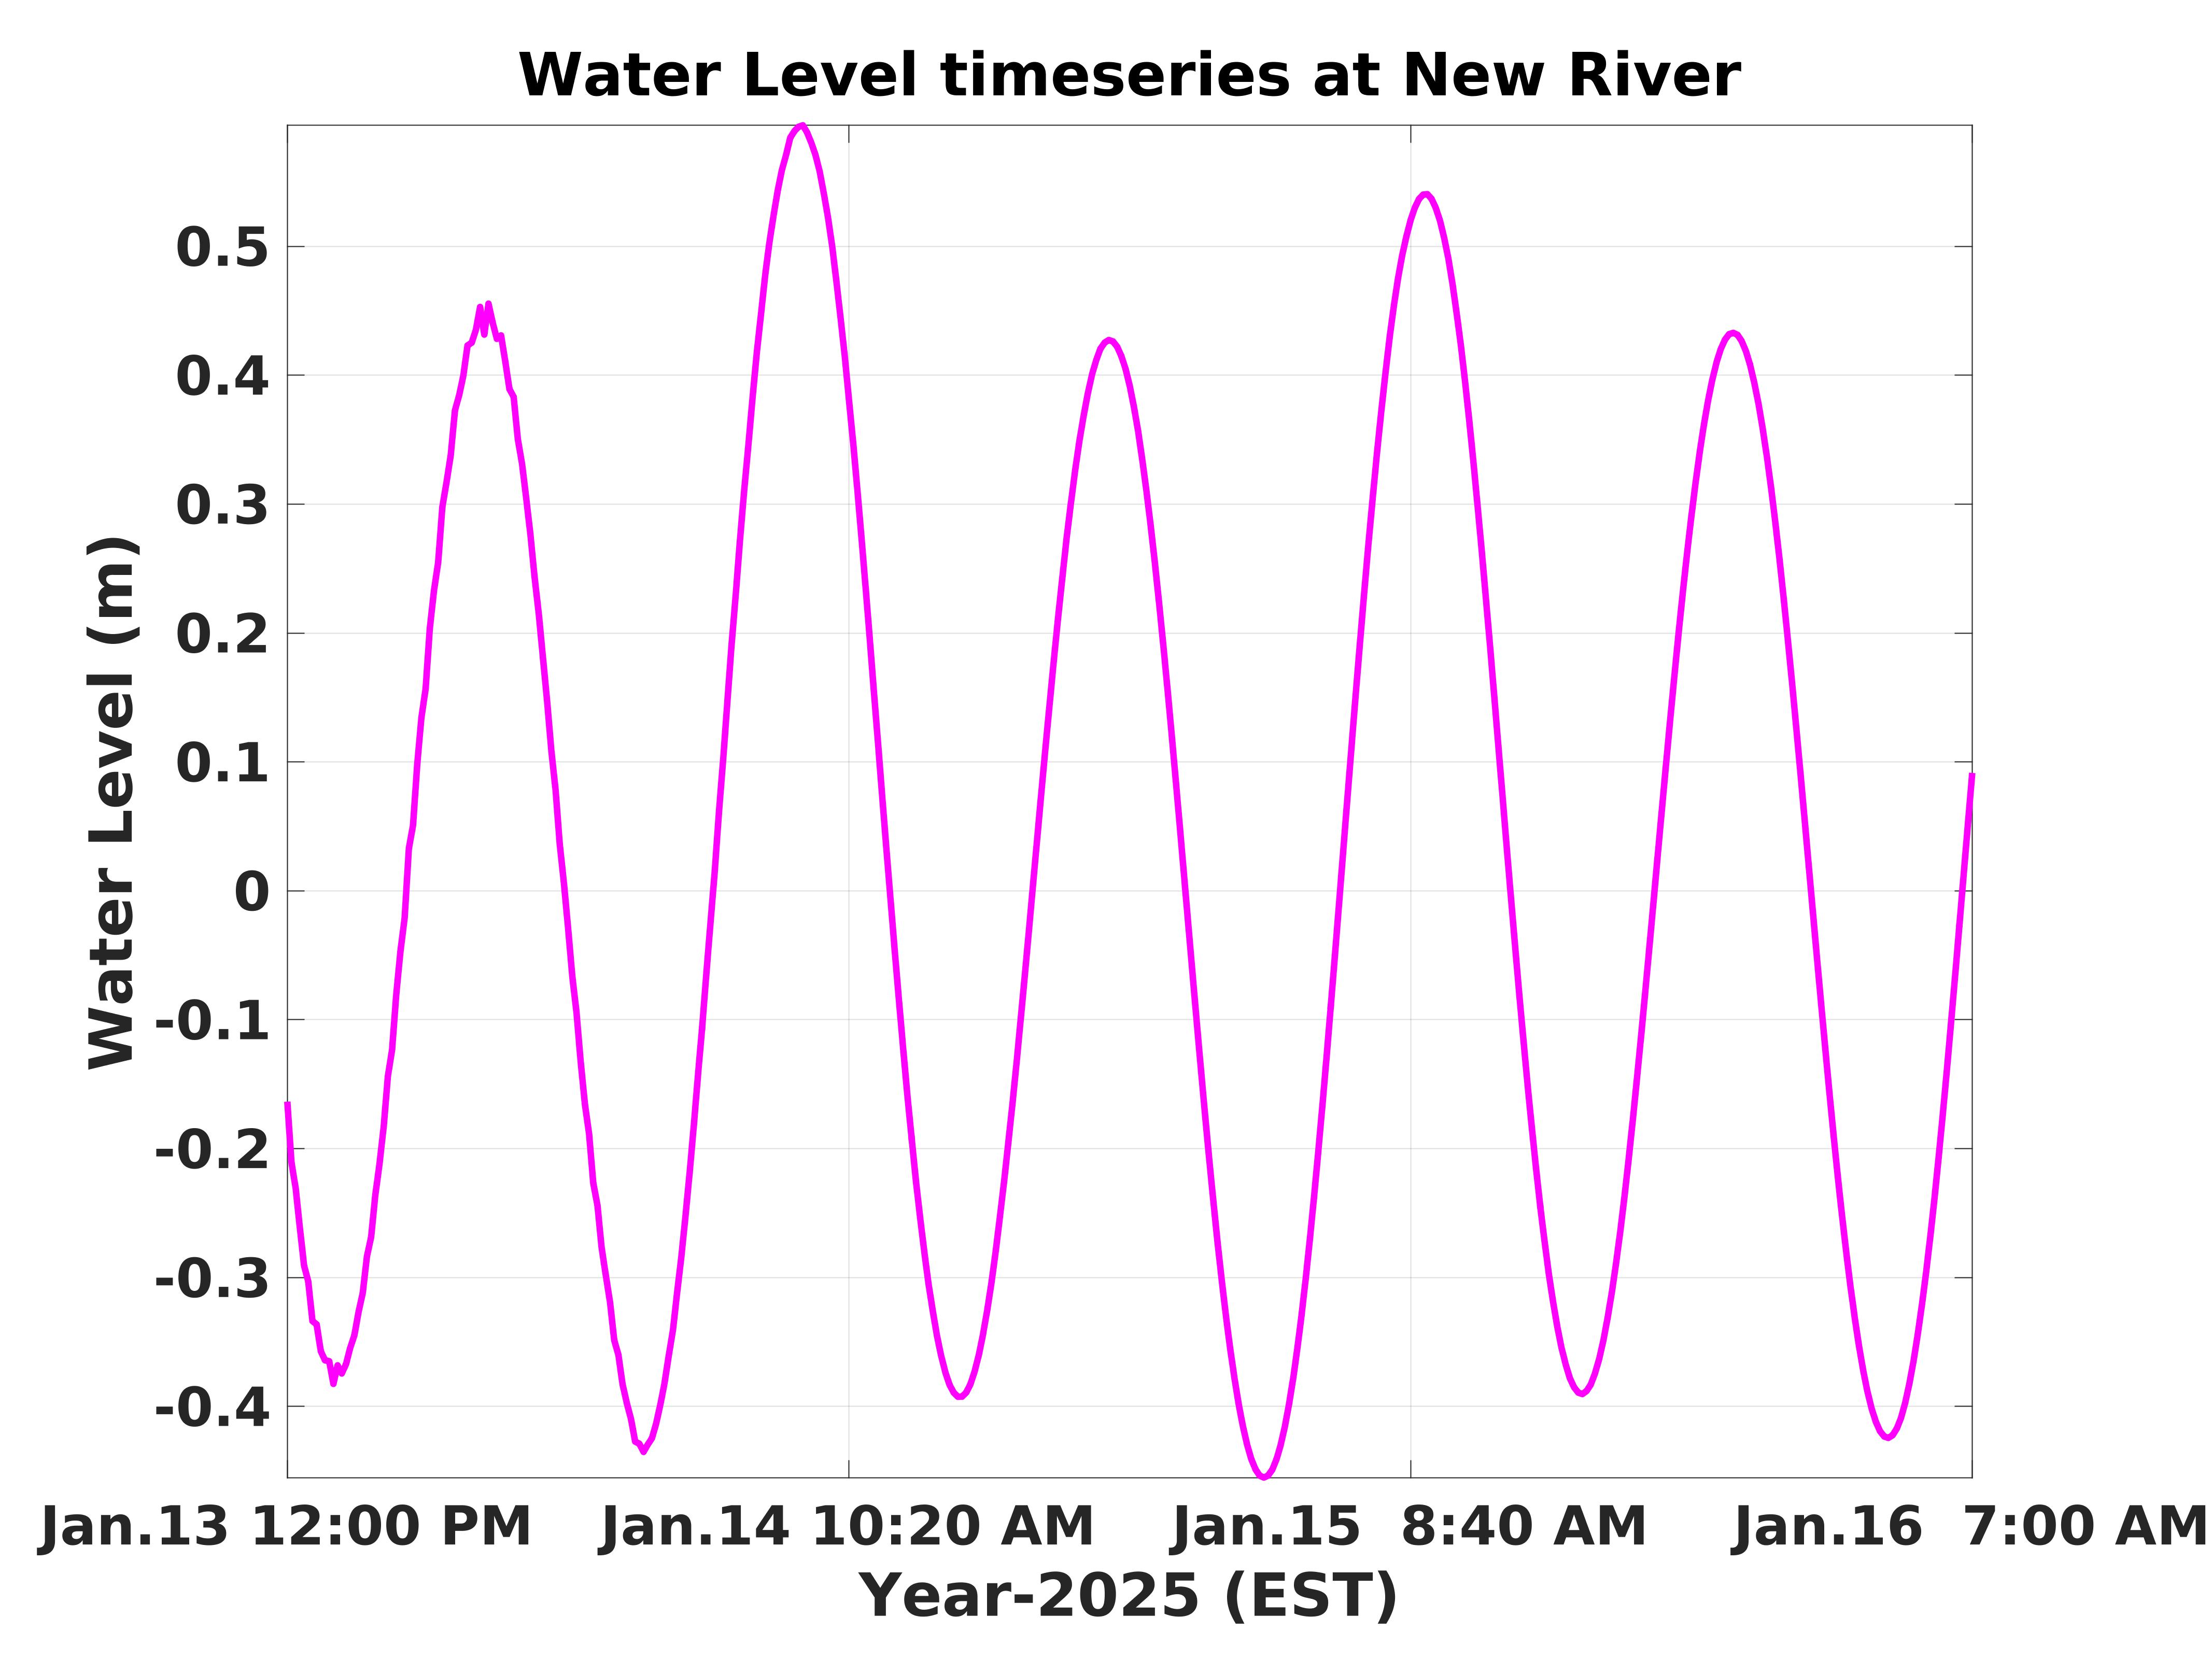 Water Level timeseries at New River
Water Level (m)
0.5
0.4
0.3
0.2
0.1
0
-0.1
-0.2
-0.3
-0.4
Jan.13 12:00 PM Jan.14 10:20 AM Jan.15 8:40 AM Jan.16 7:00 AM
Year-2025 (EST)